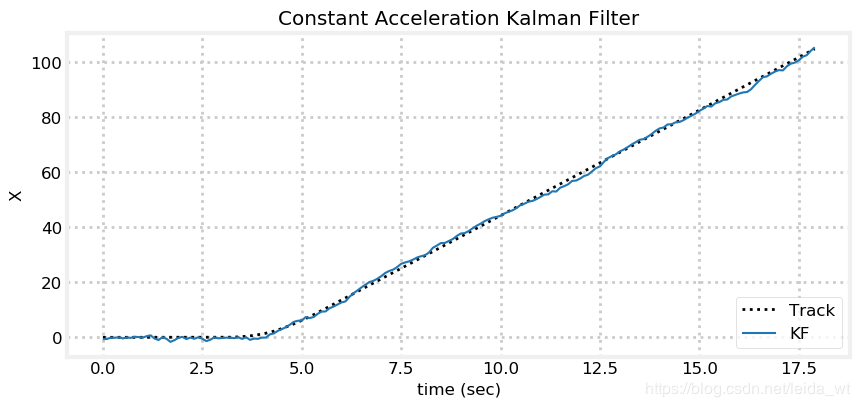 Constant Acceleration Kalman Filter
100
80
60
40
20
0
X
0.0 2.5 5.0 7.5 10.0 12.5 15.0 17.5
time (sec)
Track
KF
https://blog.csdn.net/leida_wt